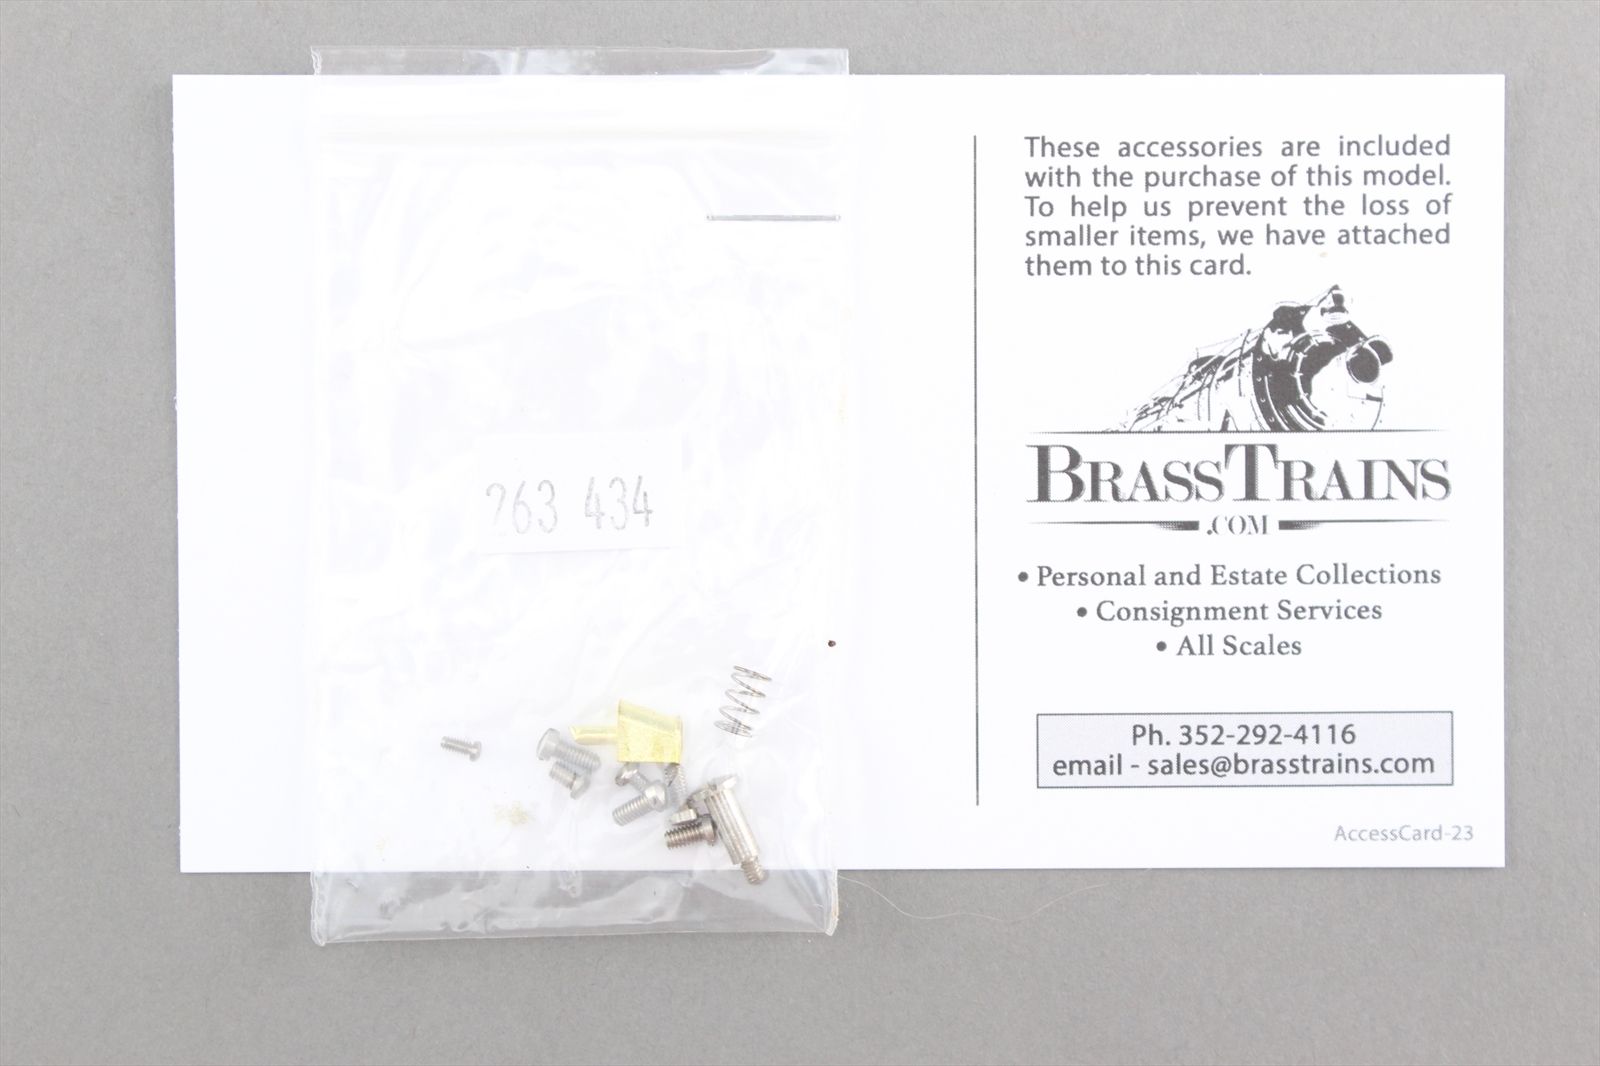 These accessories are included
with the purchase of this model.
To help us prevent the loss of
smaller items, we have attached
them to this card.
BRASSTRAINS
.COM
• Personal and Estate Collections
• Consignment Services
• All Scales
Ph. 352-292-4116
email - sales@brasstrains.com
AccessCard-23
263 434